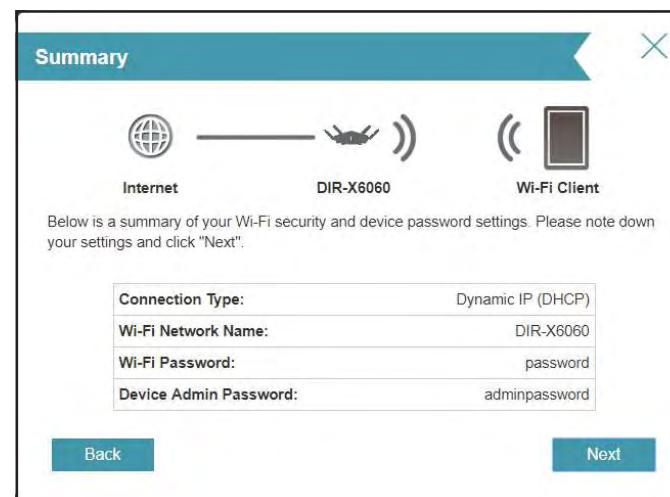 Summary
Internet
DIR-X6060
Wi-Fi Client
Below is a summary of your Wi-Fi security and device password settings. Please note down
your settings and click "Next".
Connection Type: Dynamic IP (DHCP)
Wi-Fi Network Name: DIR-X6060
Wi-Fi Password: password
Device Admin Password: adminpassword
Back
Next